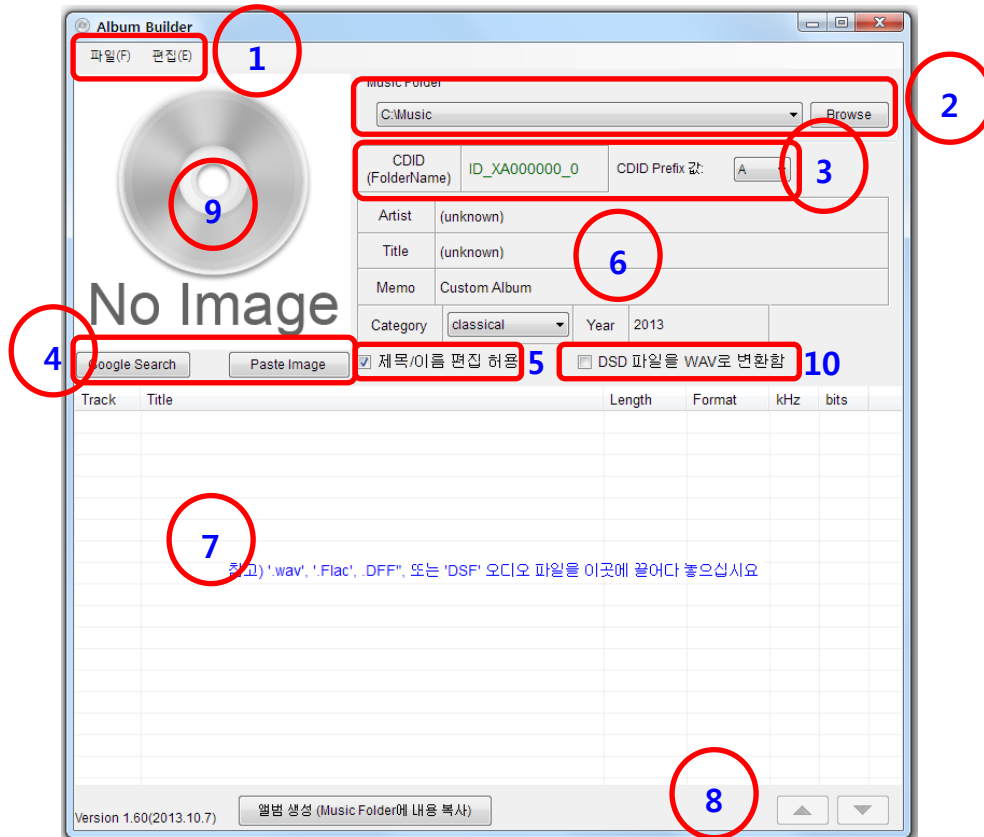 Album Builder
파일(F) 편집(E)
1
Music Folder
C:\Music
Browse
2
CDID
(FolderName)
ID_XA000000_0
CDID Prefix 값:
A
3
9
Artist (unknown)
Title (unknown)
6
Memo Custom Album
No Image
Category classical Year 2013
4
Google Search Paste Image
제목/이름 편집 허용 5
DSD 파일을 WAV로 변환함 10
Track Title Length Format kHz bits
7
참고) '.wav', '.Flac', .DFF", 또는 'DSF' 오디오 파일을 이곳에 끌어다 놓으십시요
8
Version 1.60(2013.10.7)
앨범 생성 (Music Folder에 내용 복사)